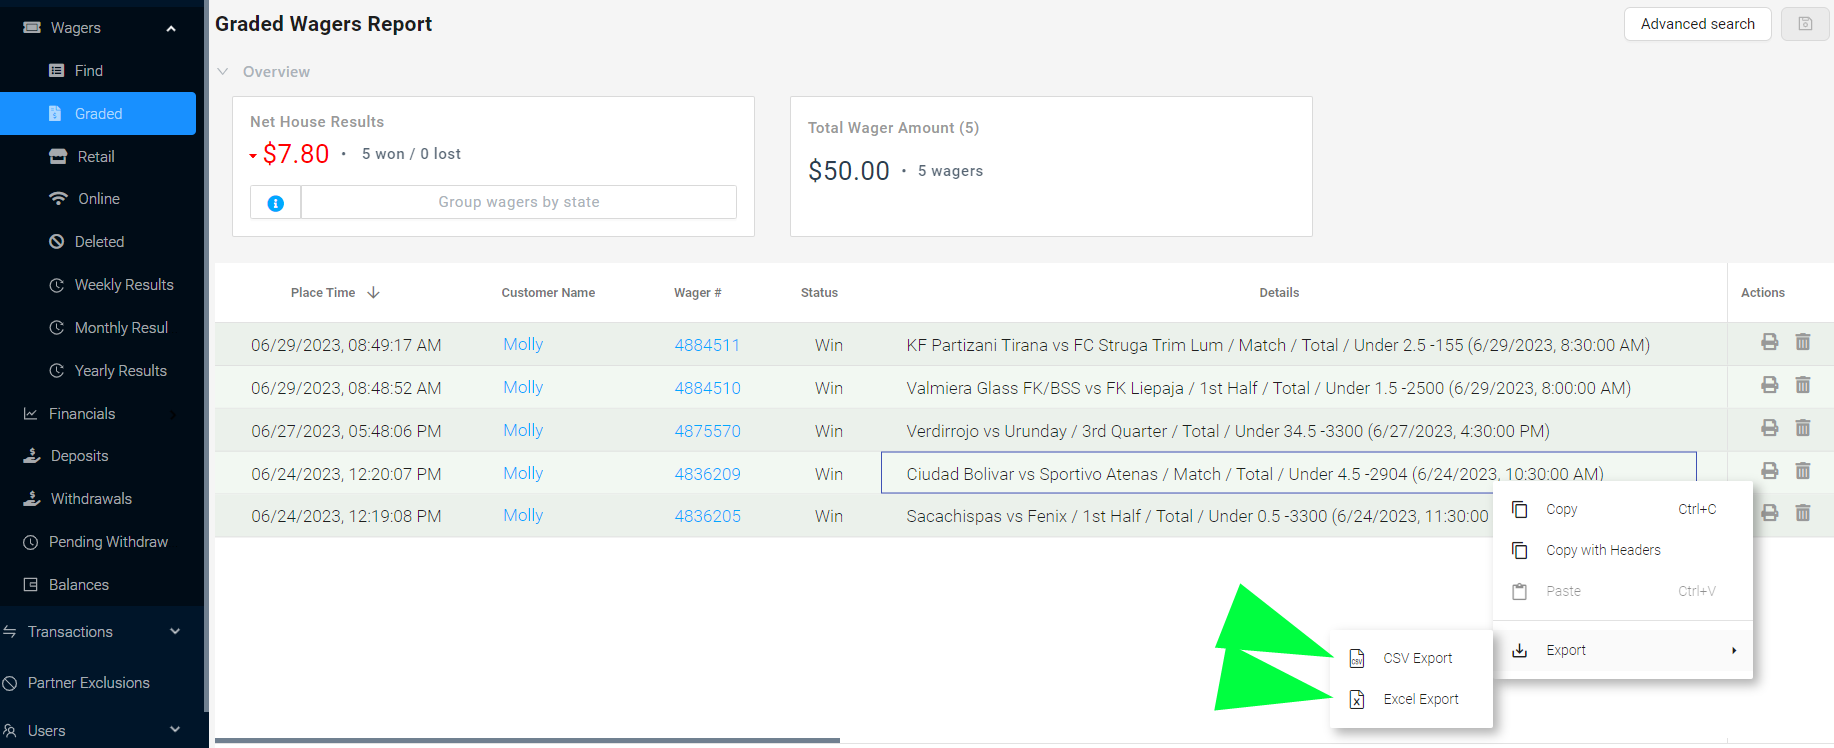 Wagers
Find
Graded
Retail
Online
Deleted
Weekly Results
Monthly Resul
Yearly Results
Financials
Deposits
Withdrawals
Pending Withdraw
Balances
Transactions
Partner Exclusions
Users
Graded Wagers Report
Advanced search
Overview
Net House Results
$7.80 • 5 won / 0 lost
Group wagers by state
Total Wager Amount (5)
$50.00 • 5 wagers
Place Time Customer Name Wager # Status Details Actions
06/29/2023, 08:49:17 AM Molly 4884511 Win KF Partizani Tirana vs FC Struga Trim Lum / Match / Total / Under 2.5 -155 (6/29/2023, 8:30:00 AM)
06/29/2023, 08:48:52 AM Molly 4884510 Win Valmiera Glass FK/BSS vs FK Liepaja / 1st Half / Total / Under 1.5 -2500 (6/29/2023, 8:00:00 AM)
06/27/2023, 05:48:06 PM Molly 4875570 Win Verdirrojo vs Urunday / 3rd Quarter / Total / Under 34.5 -3300 (6/27/2023, 4:30:00 PM)
06/24/2023, 12:20:07 PM Molly 4836209 Win Ciudad Bolivar vs Sportivo Atenas / Match / Total / Under 4.5 -2904 (6/24/2023, 10:30:00 AM)
06/24/2023, 12:19:08 PM Molly 4836205 Win Sacachispas vs Fenix / 1st Half / Total / Under 0.5 -3300 (6/24/2023, 11:30:00
Copy Ctrl+C
Copy with Headers
Paste Ctrl+V
Export
CSV Export
Excel Export